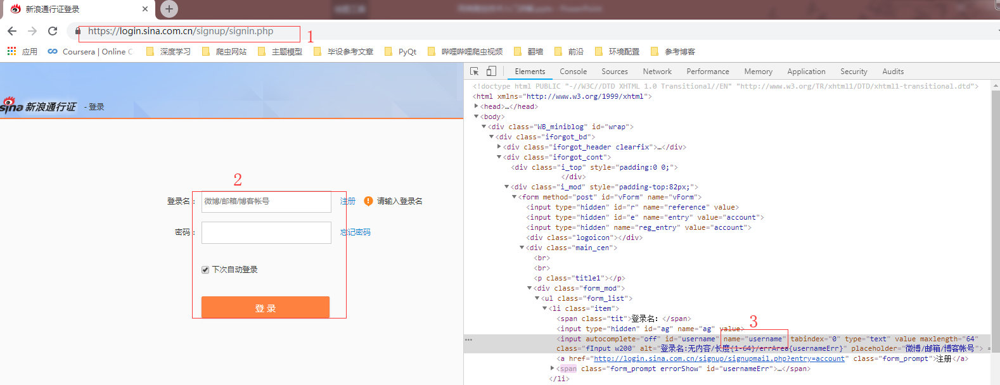 新浪通行证登录
https://login.sina.com.cn/signup/signin.php
1
应用 Coursera | Online C 深度学习 爬虫网站 主题模型 毕设参考文章 PyQt 哔哩哔哩爬虫视频 翻墙 前沿 环境配置 参考博客
sina 新浪通行证 - 登录
2
登录名： 微博/邮箱/博客帐号 注册 请输入登录名
密码： 忘记密码
下次自动登录
登 录
Elements Console Sources Network Performance Memory Application Security Audits
<!doctype html PUBLIC "-//W3C//DTD XHTML 1.0 Transitional//EN" "http://www.w3.org/TR/xhtml1/DTD/xhtml1-transitional.dtd">
<html xmlns="http://www.w3.org/1999/xhtml">
<head>…</head>
<body>
<div class="WB_miniblog" id="wrap">
<div class="iforgot_bd">
<div class="iforgot_header clearfix">…</div>
<div class="iforgot_cont">
<div class="i_top" style="padding:0 0;">
</div>
<div class="i_mod" style="padding-top:82px;">
<form method="post" id="vForm" name="vForm">
<input type="hidden" id="r" name="reference" value>
<input type="hidden" id="e" name="entry" value="account">
<input type="hidden" name="reg_entry" value="account">
<div class="logoicon"></div>
<div class="main_cen">
<br>
<br>
<p class="title1"></p>
<div class="form_mod">
<ul class="form_list">
<li class="item">
<span class="tit">登录名: </span>
3
<input type="hidden" id="ag" name="ag" value>
<input autocomplete="off" id="username" name="username" tabindex="0" type="text" value maxlength="64"
class="fInput w200" alt="登录名:无内容/长度{1-64}/errArea{usernameErr}" placeholder="微博/邮箱/博客帐号"> =
<a href="http://login.sina.com.cn/signup/signupmail.php?entry=account" class="form_prompt">注册</a>
<span class="form_prompt errorShow" id="usernameErr">…</span>
</li>